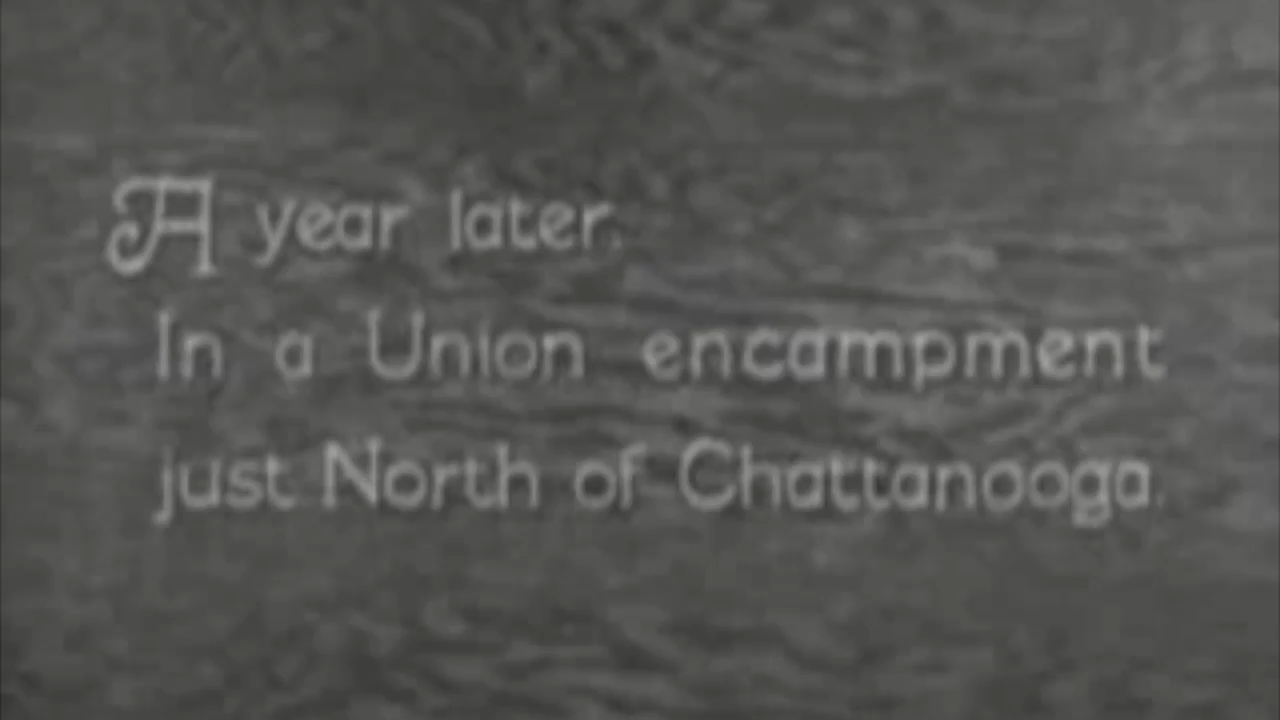 A year later.
In a Union encampment
just North of Chattanooga.